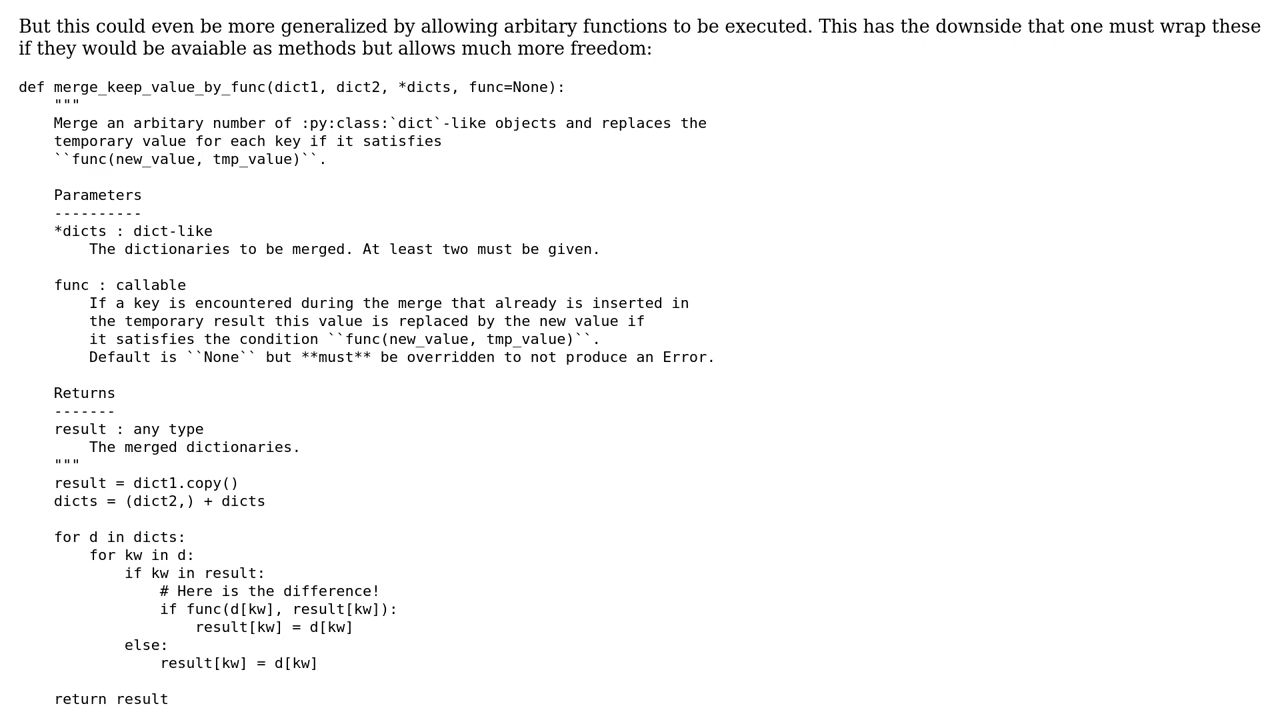 But this could even be more generalized by allowing arbitary functions to be executed. This has the downside that one must wrap these
if they would be avaiable as methods but allows much more freedom:
def merge_keep_value_by_func(dict1, dict2, *dicts, func=None):
    """
    Merge an arbitary number of :py:class:`dict`-like objects and replaces the
    temporary value for each key if it satisfies
    ``func(new_value, tmp_value)``.

    Parameters
    ----------
    *dicts : dict-like
        The dictionaries to be merged. At least two must be given.

    func : callable
        If a key is encountered during the merge that already is inserted in
        the temporary result this value is replaced by the new value if
        it satisfies the condition ``func(new_value, tmp_value)``.
        Default is ``None`` but **must** be overridden to not produce an Error.

    Returns
    -------
    result : any type
        The merged dictionaries.
    """
    result = dict1.copy()
    dicts = (dict2,) + dicts

    for d in dicts:
        for kw in d:
            if kw in result:
                # Here is the difference!
                if func(d[kw], result[kw]):
                    result[kw] = d[kw]
            else:
                result[kw] = d[kw]

    return result